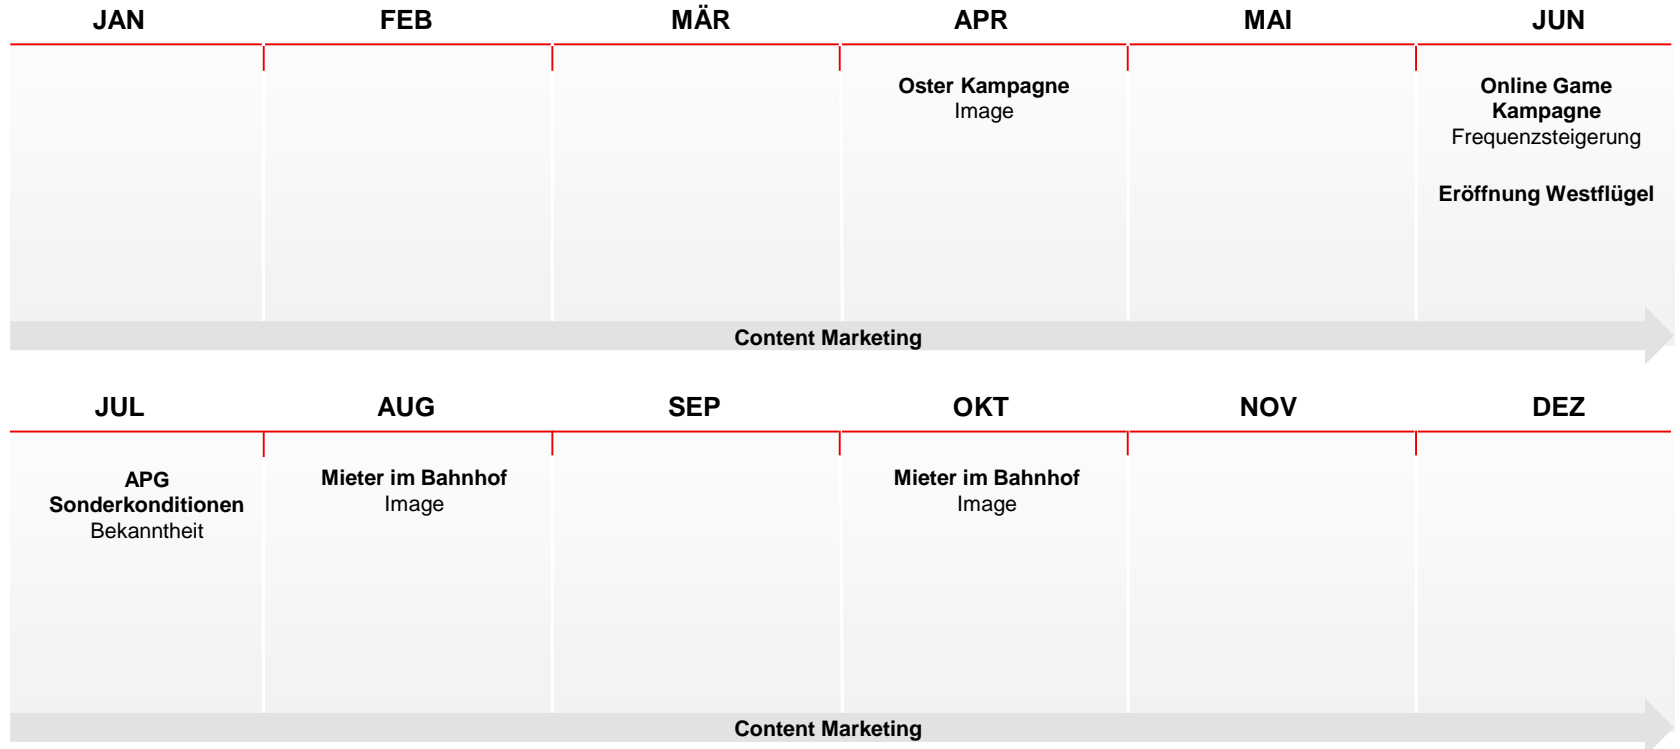 JAN FEB MÄR APR MAI JUN
Oster Kampagne
Image
Online Game
Kampagne
Frequenzsteigerung
Eröffnung Westflügel
Content Marketing
JUL AUG SEP OKT NOV DEZ
APG
Sonderkonditionen
Bekanntheit
Mieter im Bahnhof
Image
Mieter im Bahnhof
Image
Content Marketing